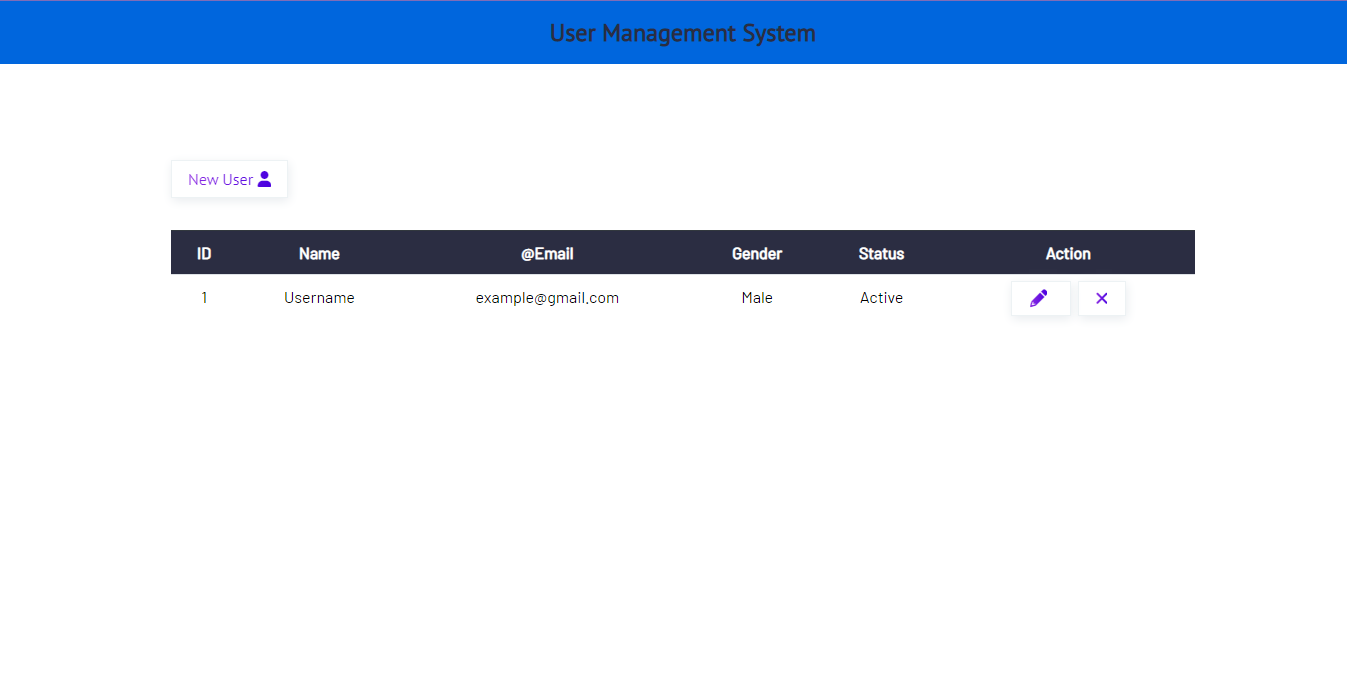 User Management System
New User
ID Name @Email Gender Status Action
1 Username example@gmail.com Male Active